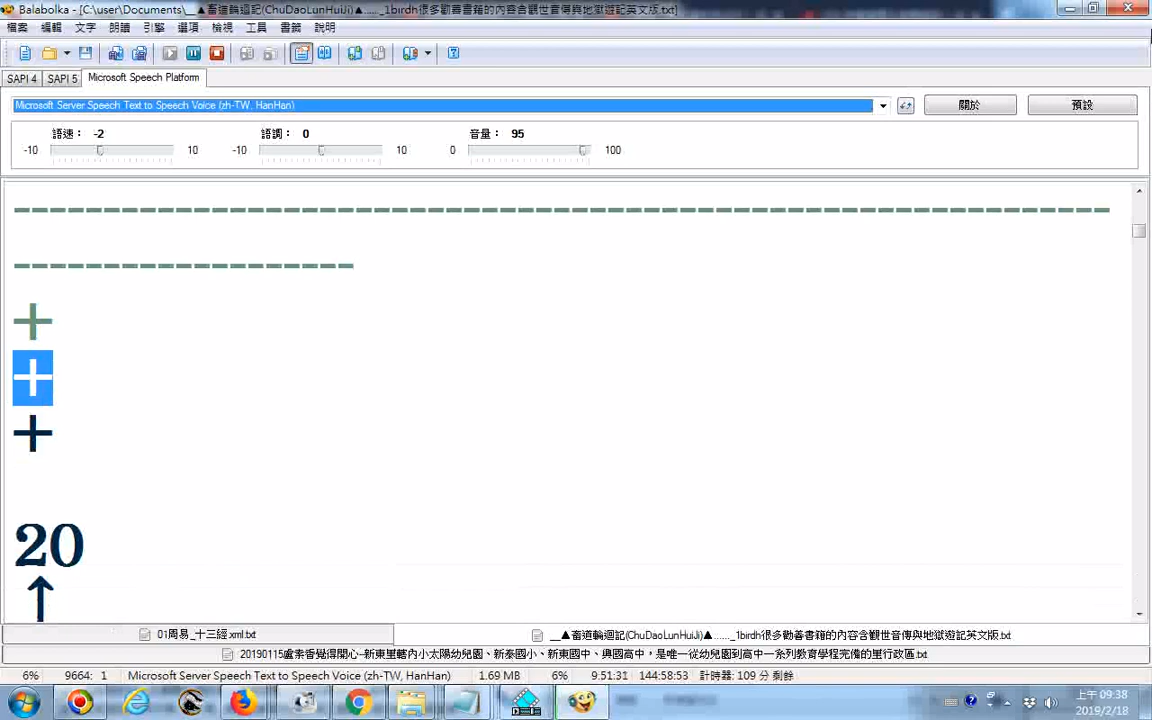 Balabolka - [C:\user\Documents\__▲畜道輪迴記(ChuDaoLunHuiJi)▲......_1birdh很多勸善書籍的內容含觀世音傳與地獄遊記英文版.txt]
檔案 編輯 文字 朗讀 引擎 選項 檢視 工具 書籤 說明
SAPI 4 SAPI 5 Microsoft Speech Platform
Microsoft Server Speech Text to Speech Voice (zh-TW, HanHan)
關於 預設
語速： -2 語調： 0 音量： 95
-10 10 -10 10 0 100
-------------------------------------------------------------
-------------------
+
+
+
20
↑
01周易_十三經.xml.txt __▲畜道輪迴記(ChuDaoLunHuiJi)▲......_1birdh很多勸善書籍的內容含觀世音傳與地獄遊記英文版.txt
20190115盧素香覺得開心~新東里轄內小太陽幼兒園、新泰國小、新東國中、興國高中，是唯一從幼兒園到高中一系列教育學程完備的里行政區.txt
6% 9664: 1 Microsoft Server Speech Text to Speech Voice (zh-TW, HanHan) 1.69 MB 6% 9:51:31 144:58:53 計時器: 109 分 剩餘
上午 09:38
2019/2/18